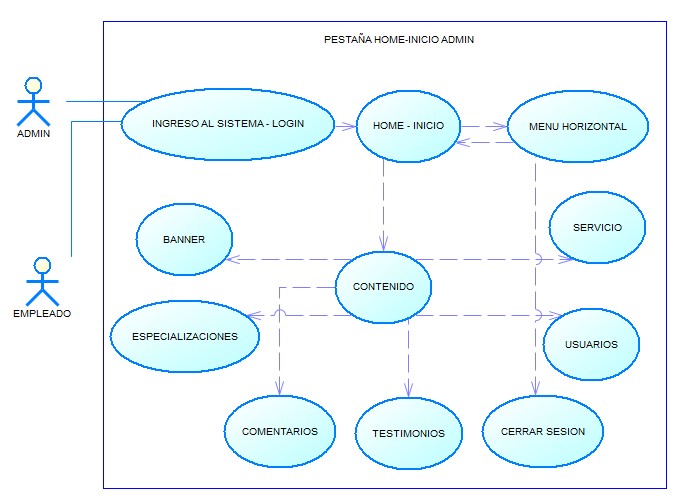 PESTAÑA HOME-INICIO ADMIN
ADMIN
INGRESO AL SISTEMA - LOGIN
HOME - INICIO
MENU HORIZONTAL
BANNER
SERVICIO
CONTENIDO
EMPLEADO
ESPECIALIZACIONES
USUARIOS
COMENTARIOS
TESTIMONIOS
CERRAR SESION